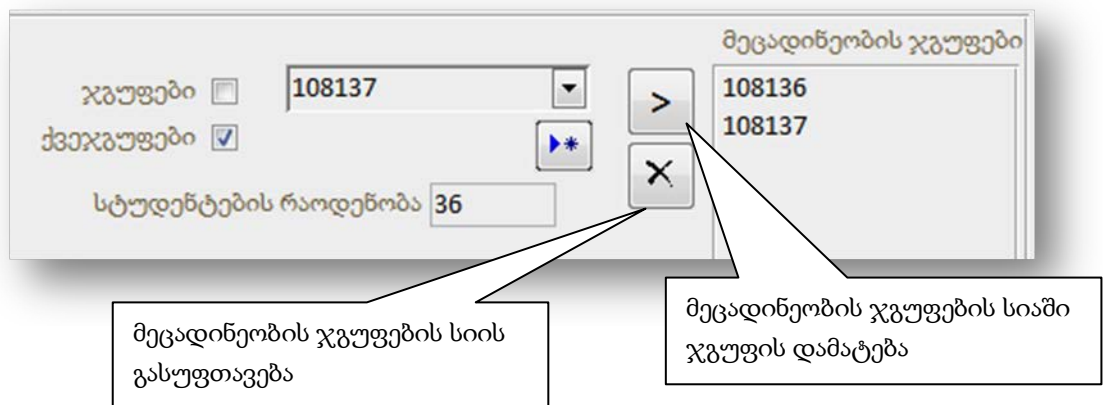 მეცადინეობის ჯგუფები
ჯგუფები
108137
>
108136
108137
ქვეჯგუფები
სტუდენტების რაოდენობა 36
მეცადინეობის ჯგუფების სიის
გასუფთავება
მეცადინეობის ჯგუფების სიაში
ჯგუფის დამატება